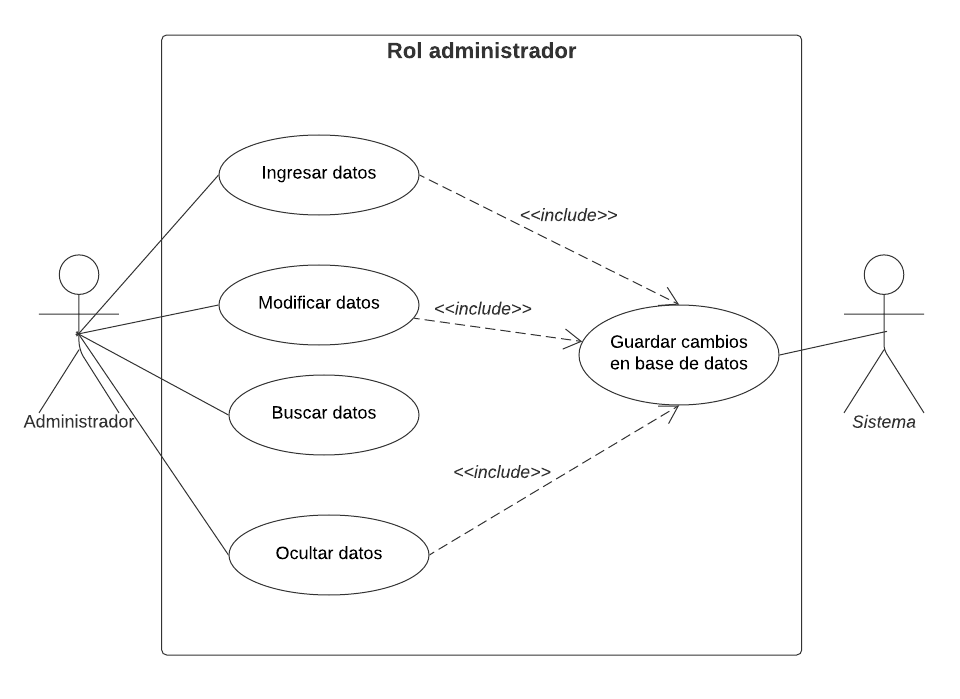 Rol administrador
Ingresar datos
<<include>>
Modificar datos
<<include>>
Guardar cambios
en base de datos
Buscar datos
Administrador
Sistema
<<include>>
Ocultar datos